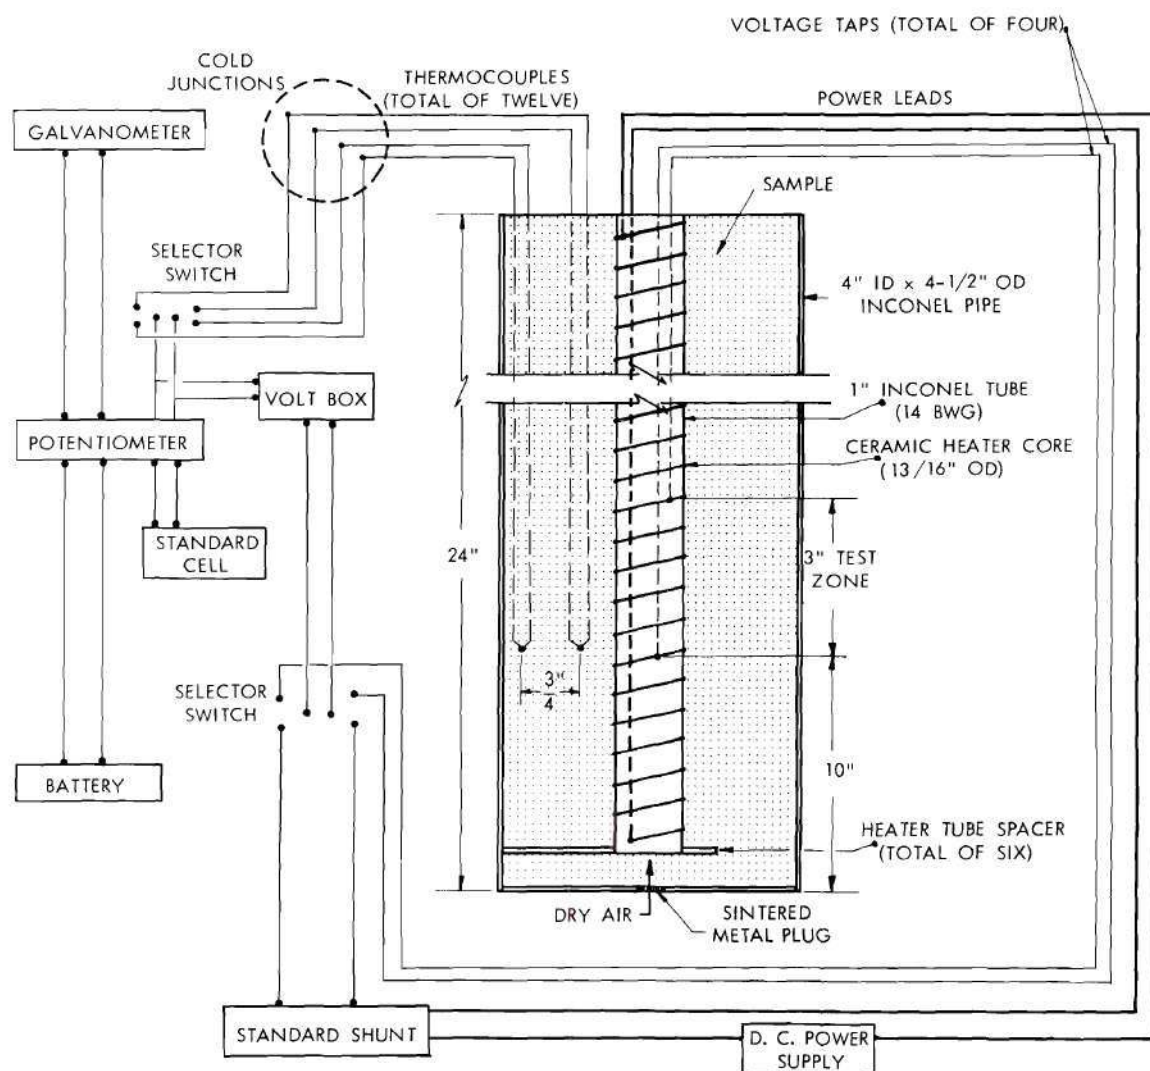 VOLTAGE TAPS (TOTAL OF FOUR)
COLD
JUNCTIONS
THERMOCOUPLES
(TOTAL OF TWELVE)
POWER LEADS
GALVANOMETER
SAMPLE
SELECTOR
SWITCH
4" ID x 4-1/2" OD
INCONEL PIPE
VOLT BOX
1" INCONEL TUBE
(14 BWG)
POTENTIOMETER
CERAMIC HEATER CORE
(13/16" OD)
STANDARD
CELL
24"
3" TEST
ZONE
SELECTOR
SWITCH
3"
4
BATTERY
10"
HEATER TUBE SPACER
(TOTAL OF SIX)
DRY AIR
SINTERED
METAL PLUG
STANDARD SHUNT
D. C. POWER
SUPPLY